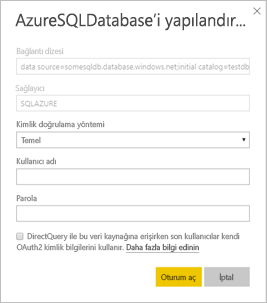 AzureSQLDatabase'i yapılandır...
Bağlantı dizesi
data source=somesqldb.database.windows.net;initial catalog=testdb
Sağlayıcı
SQLAZURE
Kimlik doğrulama yöntemi
Temel
Kullanıcı adı
Parola
DirectQuery ile bu veri kaynağına erişirken son kullanıcılar kendi
OAuth2 kimlik bilgilerini kullanır. Daha fazla bilgi edinin
Oturum aç
İptal